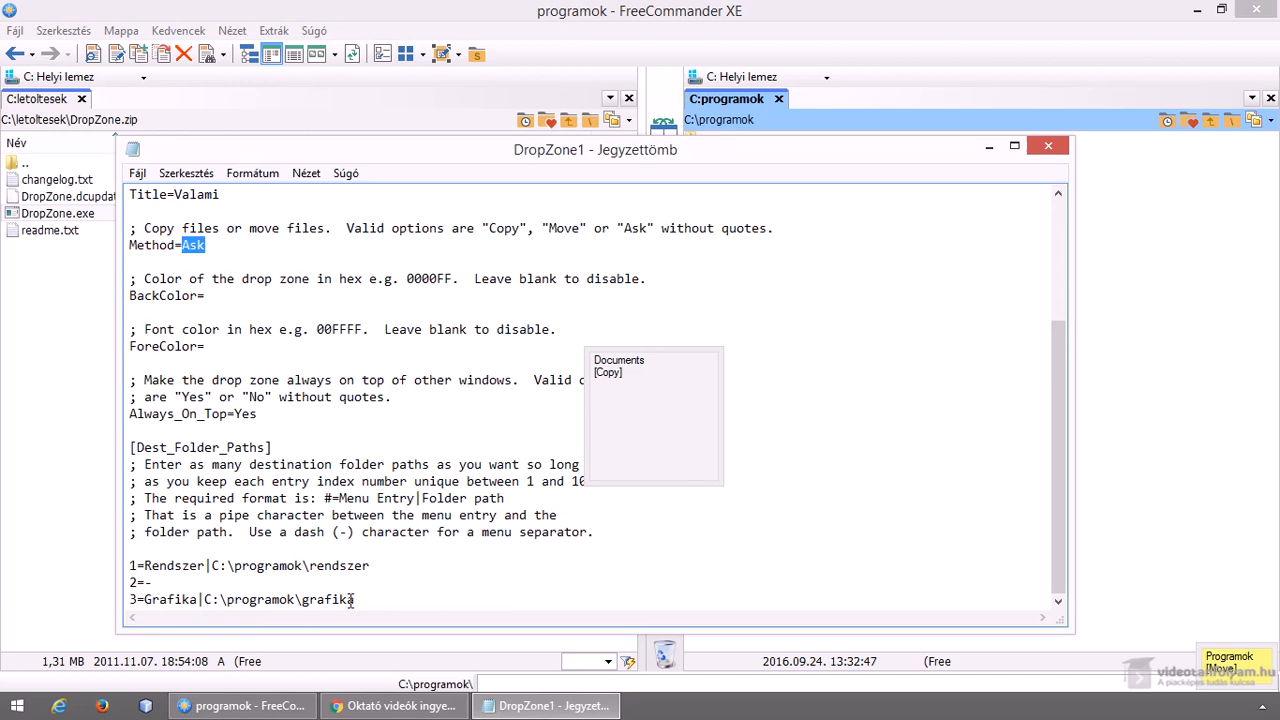 programok - FreeCommander XE
Fájl Szerkesztés Mappa Kedvencek Nézet Extrák Súgó
C: Helyi lemez
C: Helyi lemez
C:letoltesek
C:programok
C:\letoltesek\DropZone.zip
C:\programok
Név
..
changelog.txt
DropZone.dcupdat
DropZone.exe
readme.txt
DropZone1 - Jegyzettömb
Fájl Szerkesztés Formátum Nézet Súgó
Title=Valami
; Copy files or move files. Valid options are "Copy", "Move" or "Ask" without quotes.
Method=Ask
; Color of the drop zone in hex e.g. 0000FF. Leave blank to disable.
BackColor=
; Font color in hex e.g. 00FFFF. Leave blank to disable.
ForeColor=
; Make the drop zone always on top of other windows. Valid
; are "Yes" or "No" without quotes.
Always_On_Top=Yes
[Dest_Folder_Paths]
; Enter as many destination folder paths as you want so long
; as you keep each entry index number unique between 1 and 10
; The required format is: #=Menu Entry|Folder path
; That is a pipe character between the menu entry and the
; folder path. Use a dash (-) character for a menu separator.
1=Rendszer|C:\programok\rendszer
2=-
3=Grafika|C:\programok\grafika
Documents
[Copy]
1,31 MB 2011.11.07. 18:54:08 A (Free
2016.09.24. 13:32:47 (Free
Programok
[Move]
videotanfolyam.hu
A piacképes tudás kulcsa
C:\programok\
programok - FreeCo...
Oktató videók ingye...
DropZone1 - Jegyzet...